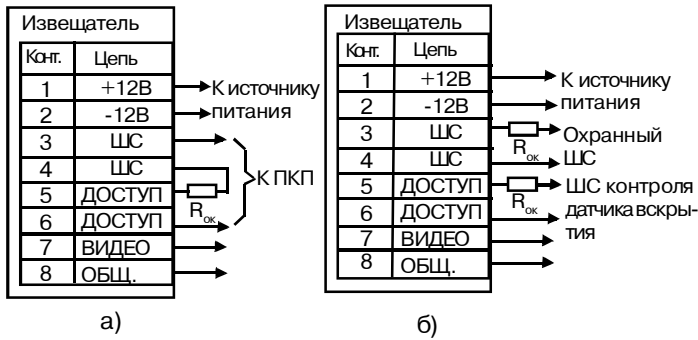 Извещатель
Конт. Цепь
1 +12В
2 -12В
3 ШС
4 ШС
5 ДОСТУП
6 ДОСТУП
7 ВИДЕО
8 ОБЩ.
К источнику
питания
К ПКП
Rок
а)
Извещатель
Конт. Цепь
1 +12В
2 -12В
3 ШС
4 ШС
5 ДОСТУП
6 ДОСТУП
7 ВИДЕО
8 ОБЩ.
К источнику
питания
Охранный
Rок
ШС
ШС контроля
Rок
датчика вскры-
тия
б)